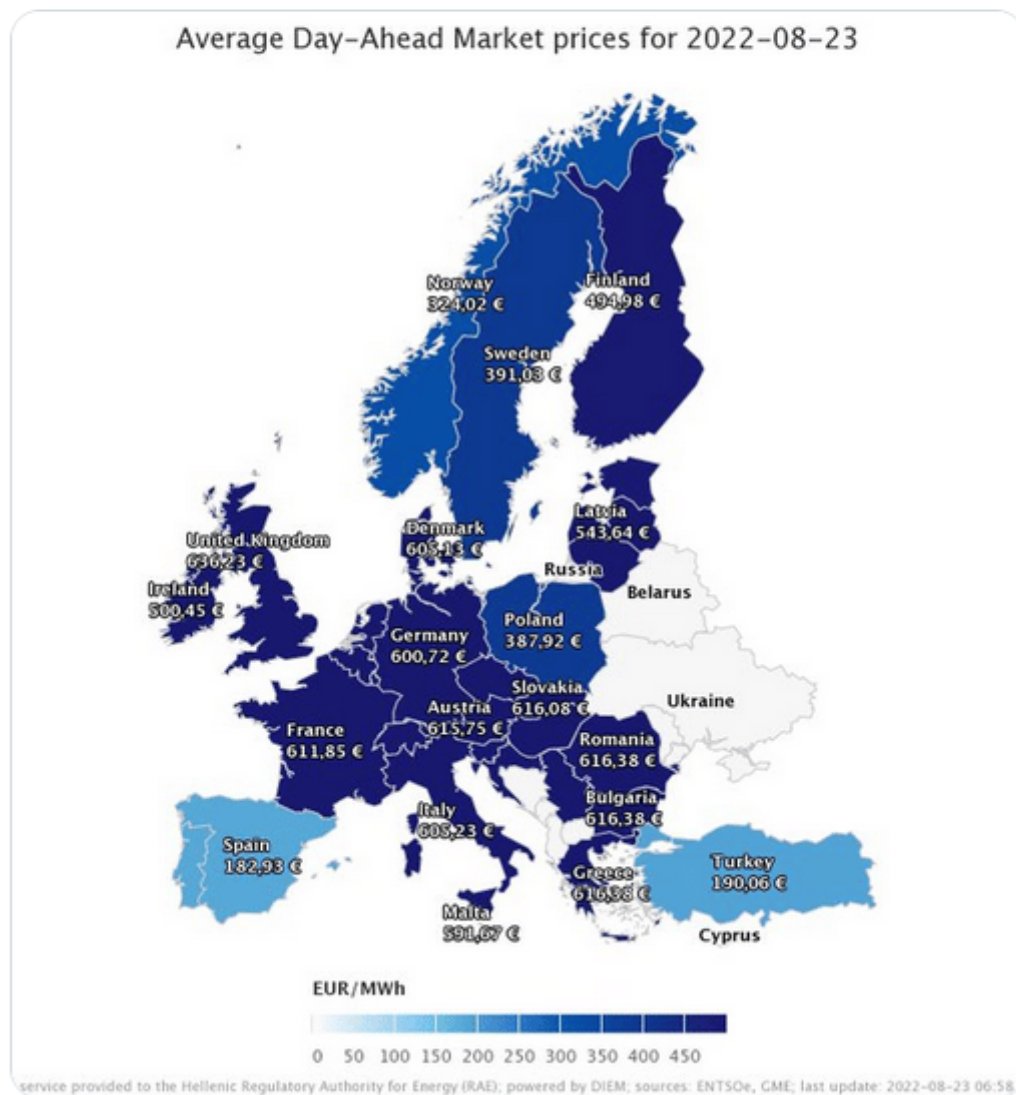 Average Day-Ahead Market prices for 2022-08-23
Norway
324,02 €
Finland
494,98 €
Sweden
391,03 €
Latvia
543,64 €
Denmark
605,13 €
United Kingdom
636,23 €
Ireland
500,45 €
Russia
Belarus
Poland
387,92 €
Germany
600,72 €
Slovakia
616,08 €
Ukraine
Austria
615,75 €
France
611,85 €
Romania
616,38 €
Bulgaria
616,38 €
Italy
605,23 €
Spain
182,93 €
Turkey
190,06 €
Greece
616,38 €
Malta
591,67 €
Cyprus
EUR/MWh
0 50 100 150 200 250 300 350 400 450
service provided to the Hellenic Regulatory Authority for Energy (RAE); powered by DIEM; sources: ENTSOe, GME; last update: 2022-08-23 06:58